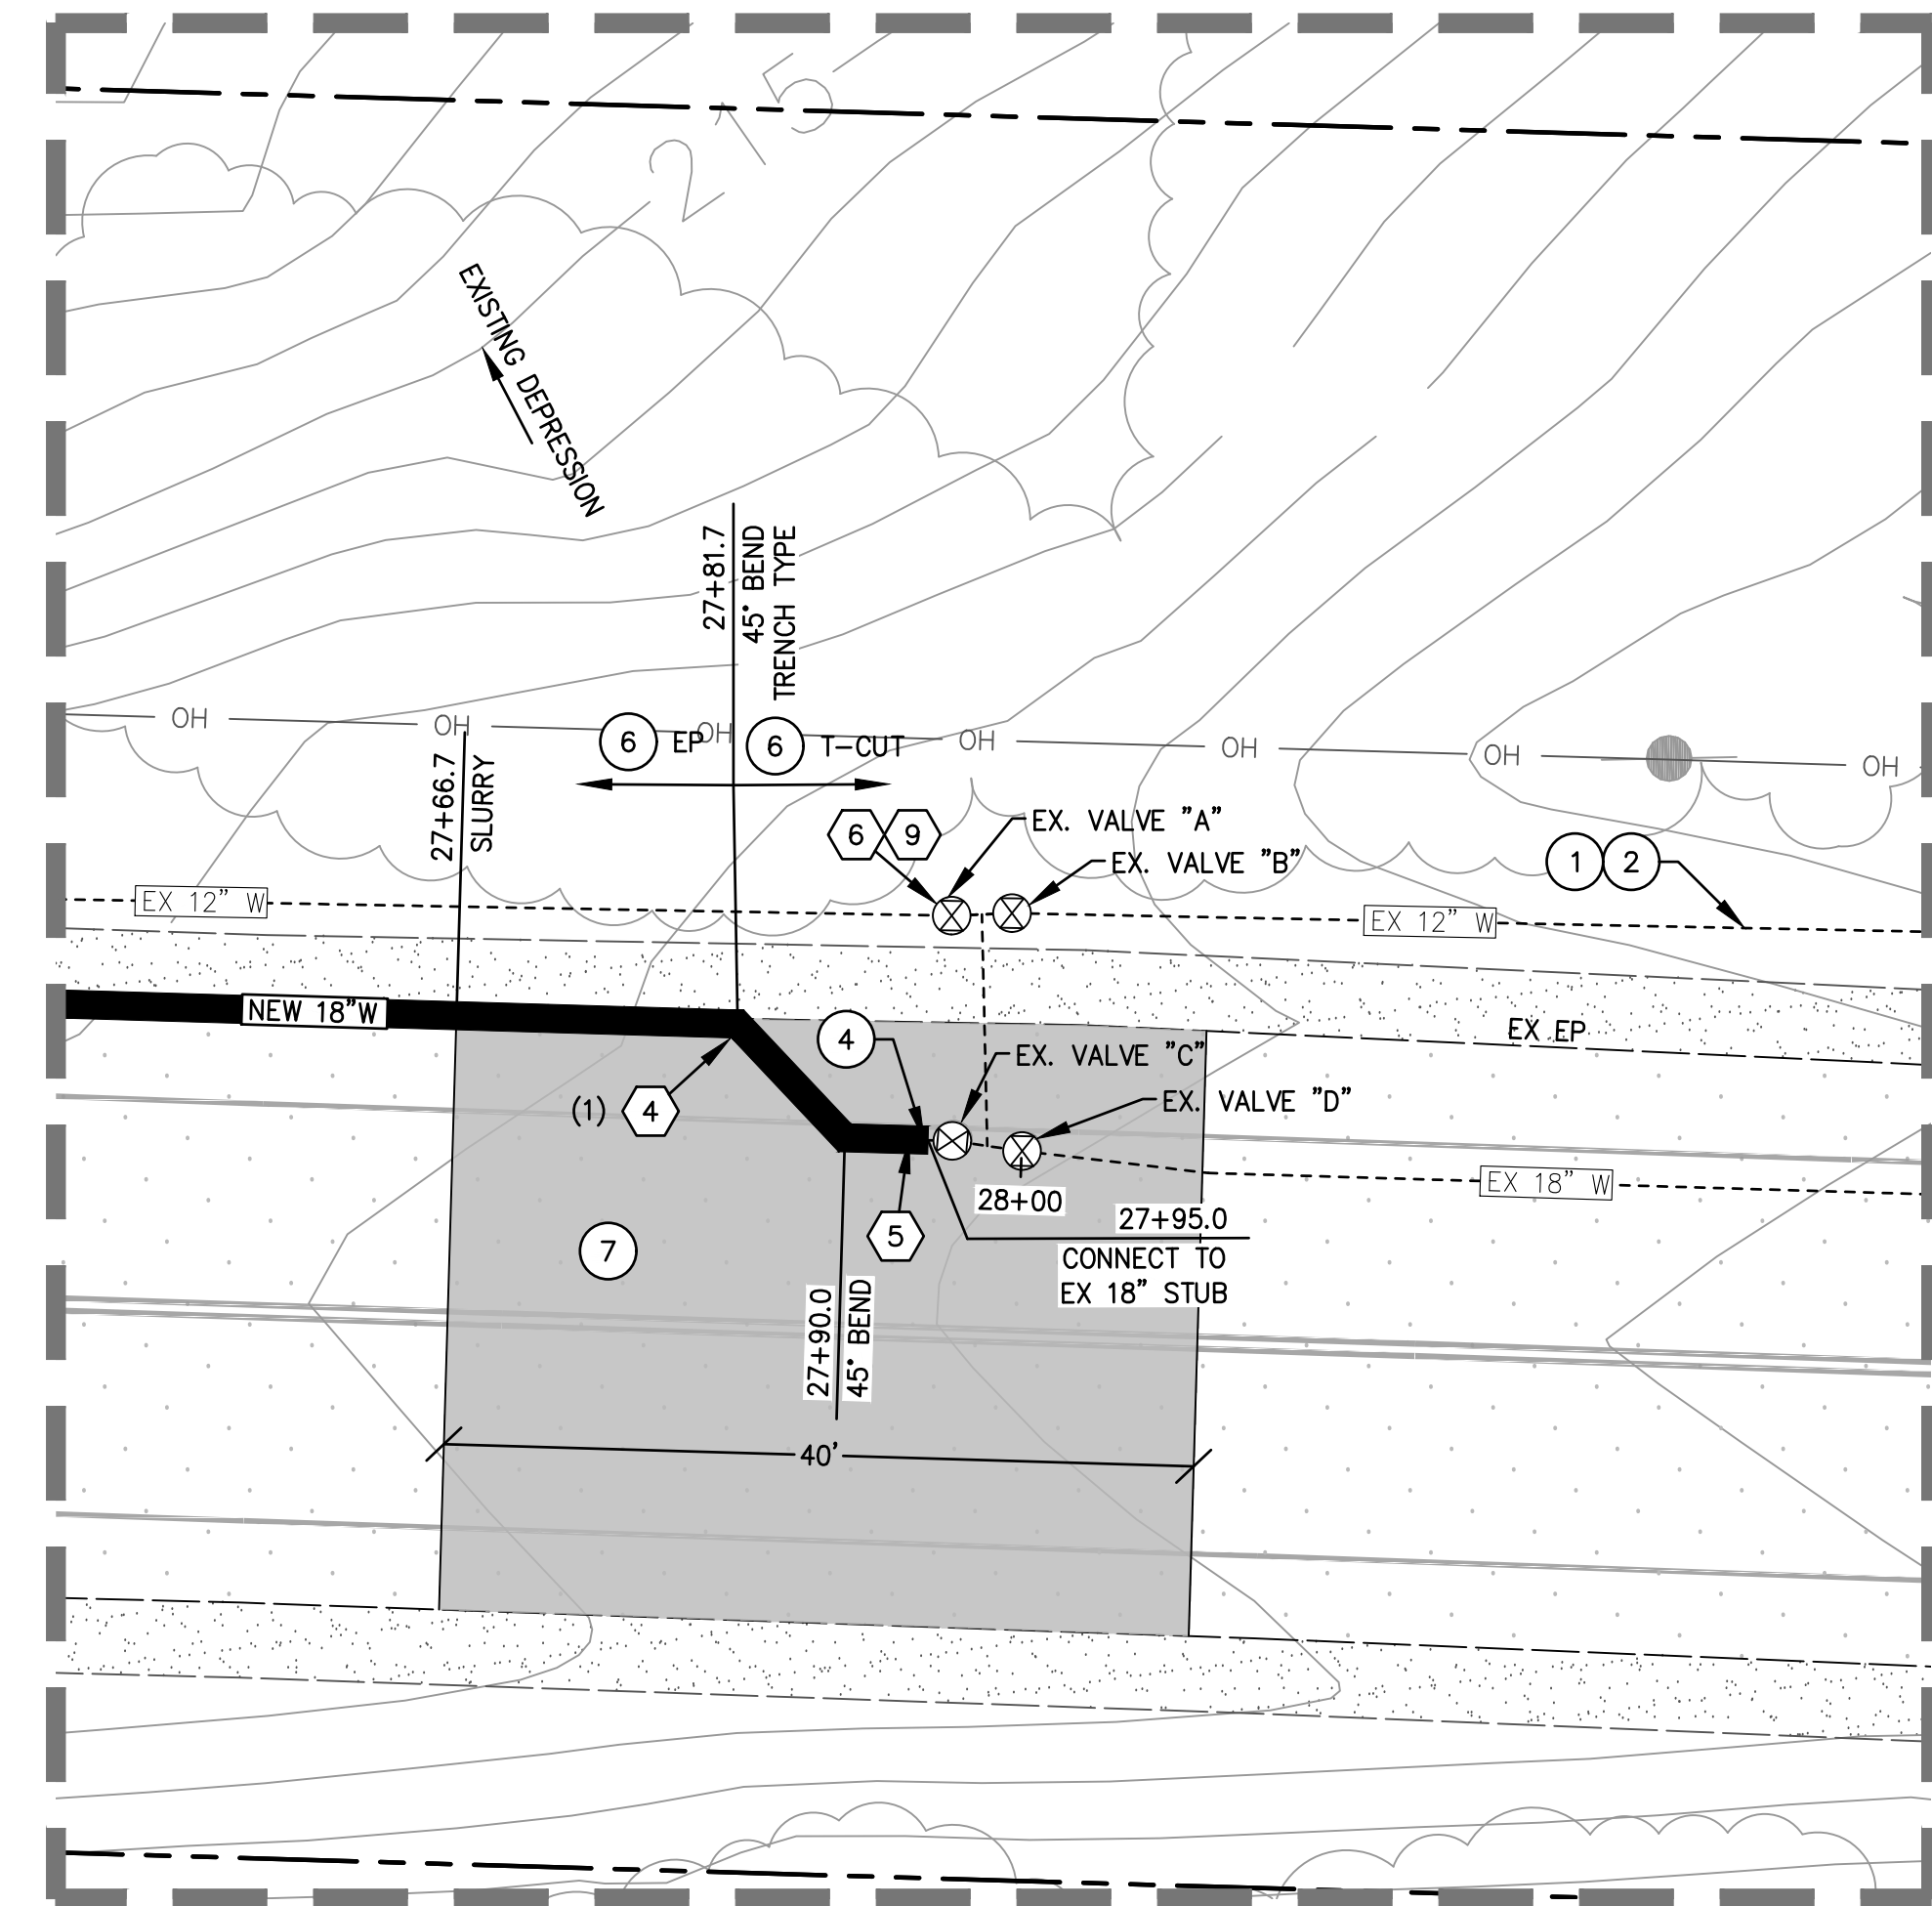 275
EXISTING DEPRESSION
27+81.7
45° BEND
TRENCH TYPE
OH
OH
OH
OH
OH
OH
OH
6 EP
6 T-CUT
27+66.7
SLURRY
6 9
EX. VALVE "A"
EX. VALVE "B"
1 2
EX 12" W
EX 12" W
NEW 18"W
EX EP
4
EX. VALVE "C"
EX. VALVE "D"
(1) 4
EX 18" W
28+00
27+95.0
CONNECT TO
EX 18" STUB
5
7
27+90.0
45° BEND
40'